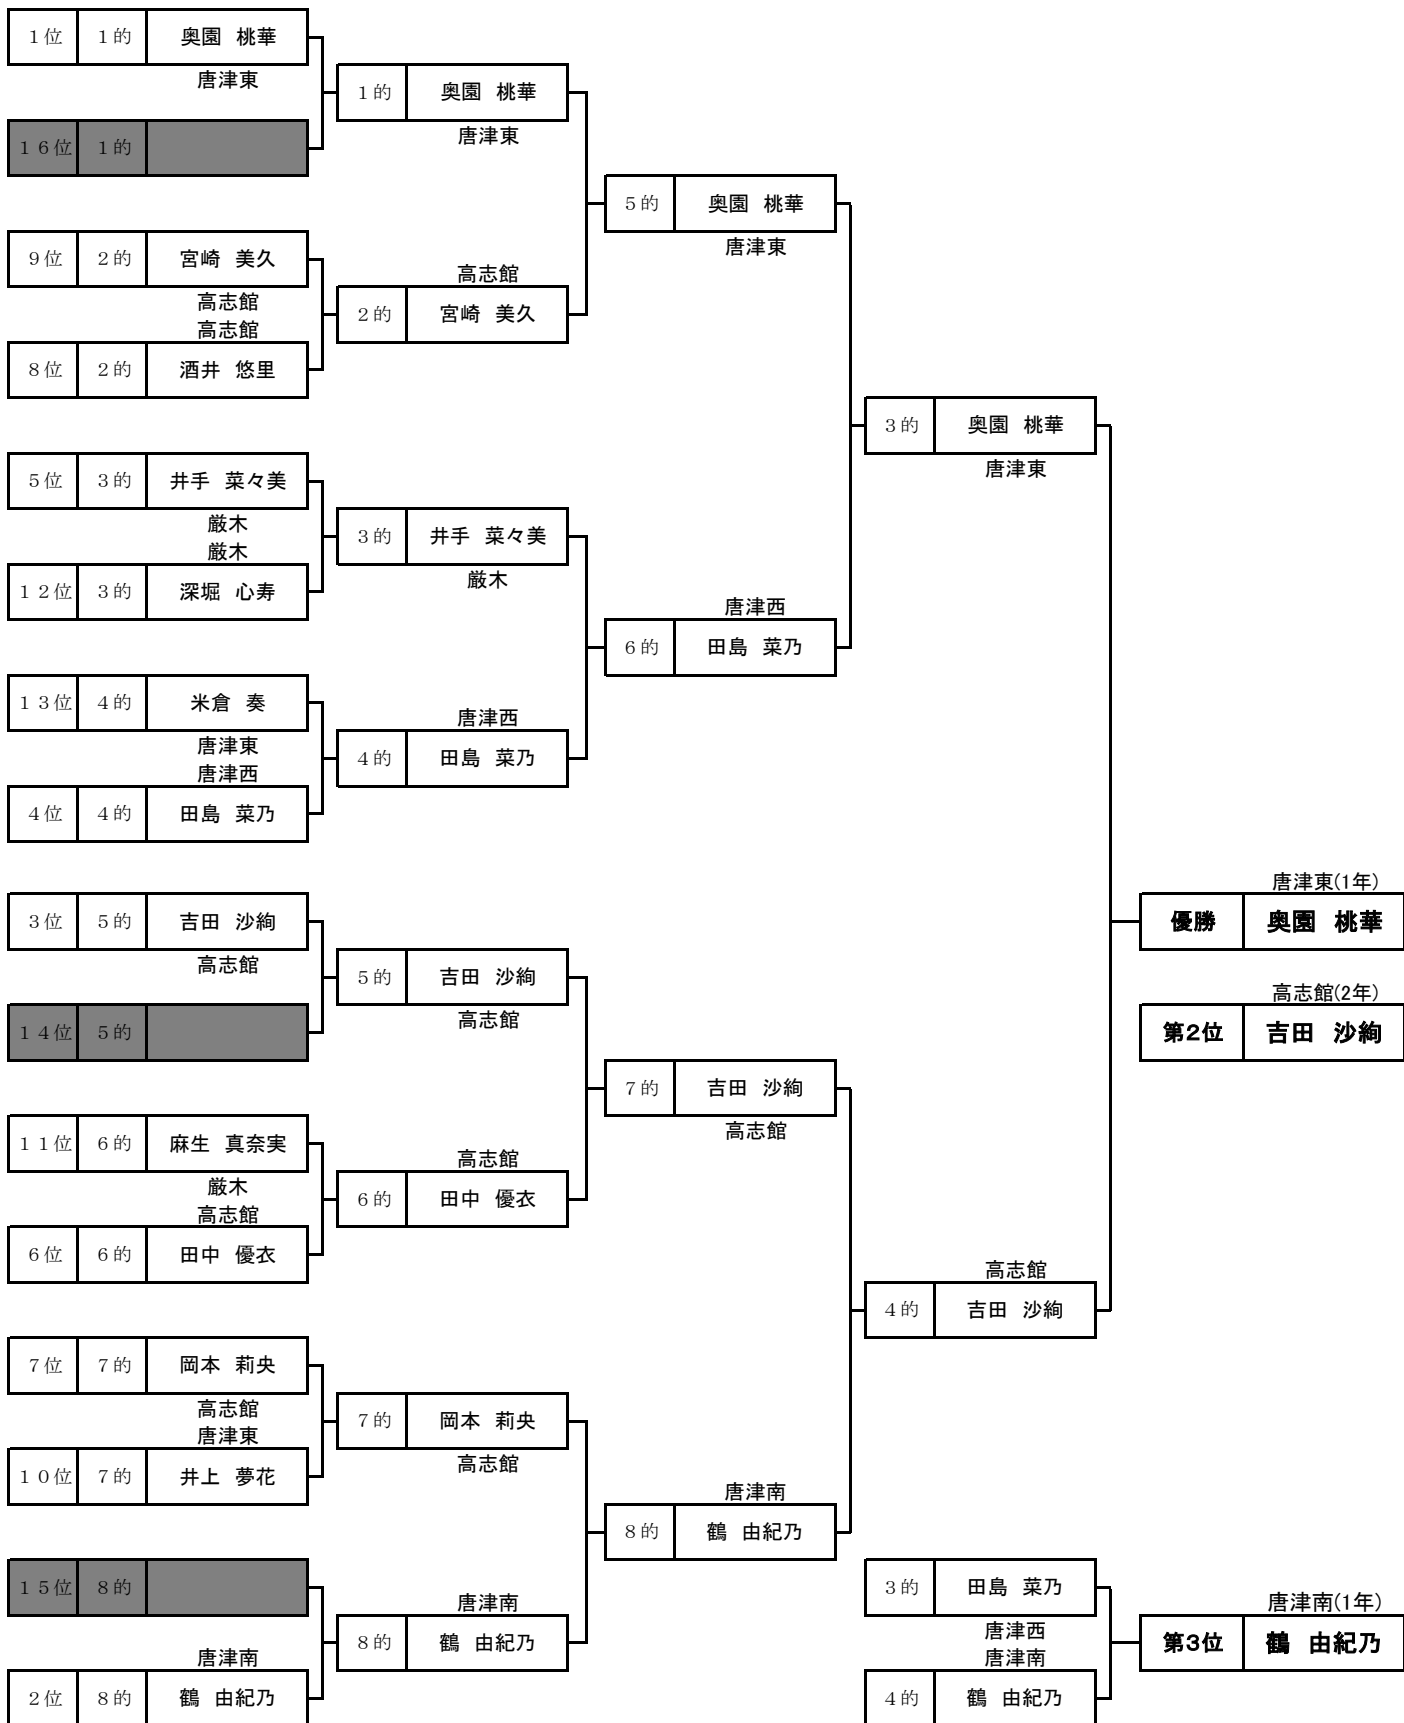 1位 1的 奥園 桃華
唐津東
16位 1的
1的 奥園 桃華
唐津東
9位 2的 宮崎 美久
高志館
高志館
8位 2的 酒井 悠里
高志館
2的 宮崎 美久
5的 奥園 桃華
唐津東
5位 3的 井手 菜々美
厳木
厳木
12位 3的 深堀 心寿
3的 井手 菜々美
厳木
13位 4的 米倉 奏
唐津東
唐津西
4位 4的 田島 菜乃
唐津西
4的 田島 菜乃
唐津西
6的 田島 菜乃
3的 奥園 桃華
唐津東
3位 5的 吉田 沙絢
高志館
14位 5的
5的 吉田 沙絢
高志館
11位 6的 麻生 真奈実
厳木
高志館
6位 6的 田中 優衣
高志館
6的 田中 優衣
7的 吉田 沙絢
高志館
7位 7的 岡本 莉央
高志館
唐津東
10位 7的 井上 夢花
7的 岡本 莉央
高志館
15位 8的
唐津南
2位 8的 鶴 由紀乃
唐津南
8的 鶴 由紀乃
唐津南
8的 鶴 由紀乃
高志館
4的 吉田 沙絢
唐津東(1年)
優勝 奥園 桃華
高志館(2年)
第2位 吉田 沙絢
3的 田島 菜乃
唐津西
唐津南
4的 鶴 由紀乃
唐津南(1年)
第3位 鶴 由紀乃